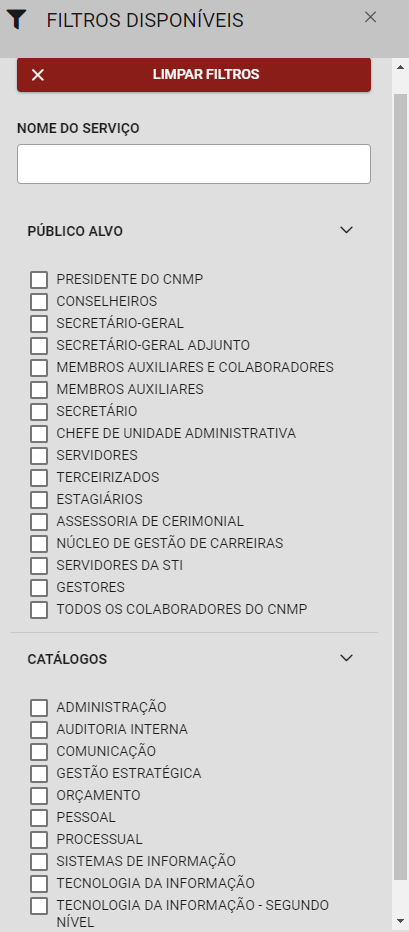 FILTROS DISPONÍVEIS
LIMPAR FILTROS
NOME DO SERVIÇO
PÚBLICO ALVO
PRESIDENTE DO CNMP
CONSELHEIROS
SECRETÁRIO-GERAL
SECRETÁRIO-GERAL ADJUNTO
MEMBROS AUXILIARES E COLABORADORES
MEMBROS AUXILIARES
SECRETÁRIO
CHEFE DE UNIDADE ADMINISTRATIVA
SERVIDORES
TERCEIRIZADOS
ESTAGIÁRIOS
ASSESSORIA DE CERIMONIAL
NÚCLEO DE GESTÃO DE CARREIRAS
SERVIDORES DA STI
GESTORES
TODOS OS COLABORADORES DO CNMP
CATÁLOGOS
ADMINISTRAÇÃO
AUDITORIA INTERNA
COMUNICAÇÃO
GESTÃO ESTRATÉGICA
ORÇAMENTO
PESSOAL
PROCESSUAL
SISTEMAS DE INFORMAÇÃO
TECNOLOGIA DA INFORMAÇÃO
TECNOLOGIA DA INFORMAÇÃO - SEGUNDO
NÍVEL